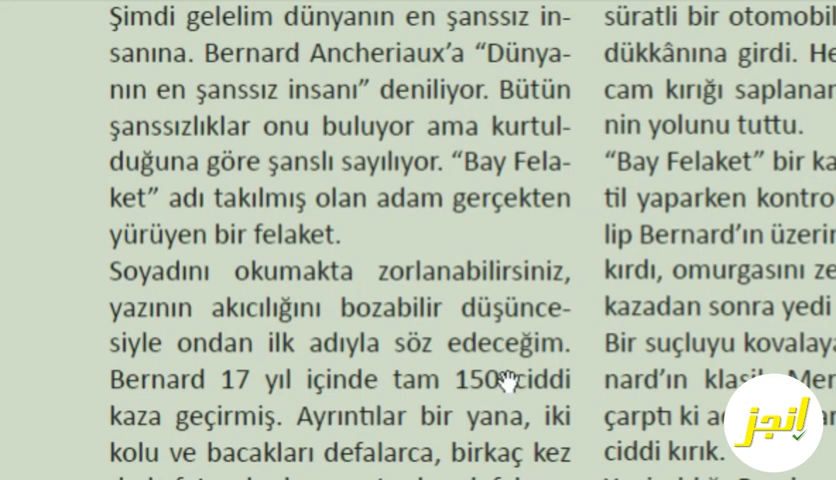 Şimdi gelelim dünyanın en şanssız in-
sanına. Bernard Ancheriaux’a “Dünya-
nın en şanssız insanı” deniliyor. Bütün
şanssızlıklar onu buluyor ama kurtul-
duğuna göre şanslı sayılıyor. “Bay Fela-
ket” adı takılmış olan adam gerçekten
yürüyen bir felaket.
Soyadını okumakta zorlanabilirsiniz,
yazının akıcılığını bozabilir düşünce-
siyle ondan ilk adıyla söz edeceğim.
Bernard 17 yıl içinde tam 150 ciddi
kaza geçirmiş. Ayrıntılar bir yana, iki
kolu ve bacakları defalarca, birkaç kez
süratli bir otomobil
dükkânına girdi. He
cam kırığı saplanar
nin yolunu tuttu.
“Bay Felaket” bir ka
til yaparken kontro
lip Bernard’ın üzerin
kırdı, omurgasını ze
kazadan sonra yedi
Bir suçluyu kovalaya
nard’ın klasik Mer
çarptı ki
ciddi kırık.
انجز